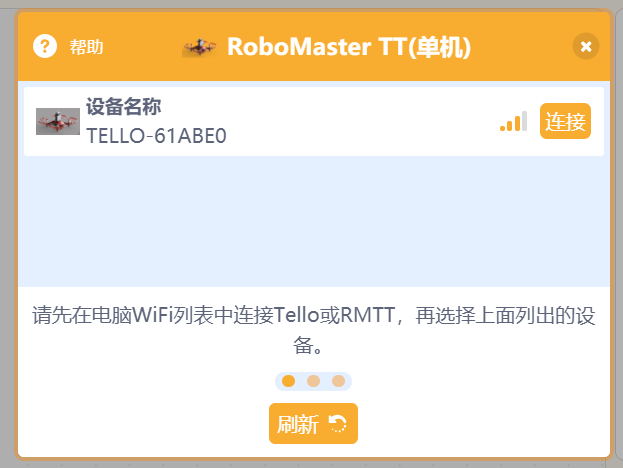 帮助
RoboMaster TT(单机)
设备名称
TELLO-61ABE0
连接
请先在电脑WiFi列表中连接Tello或RMTT，再选择上面列出的设
备。
刷新